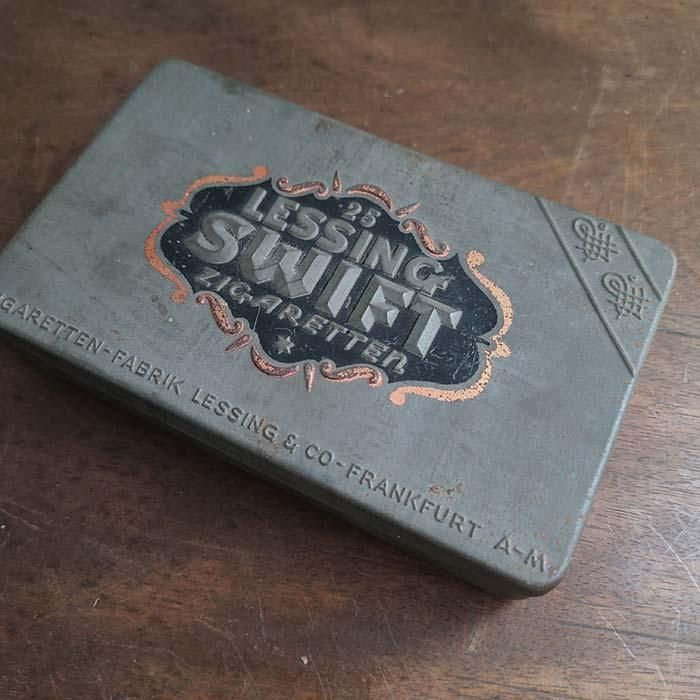 25
LESSING
SWIFT
ZIGARETTEN
IGARETTEN-FABRIK LESSING & CO-FRANKFURT A-M.